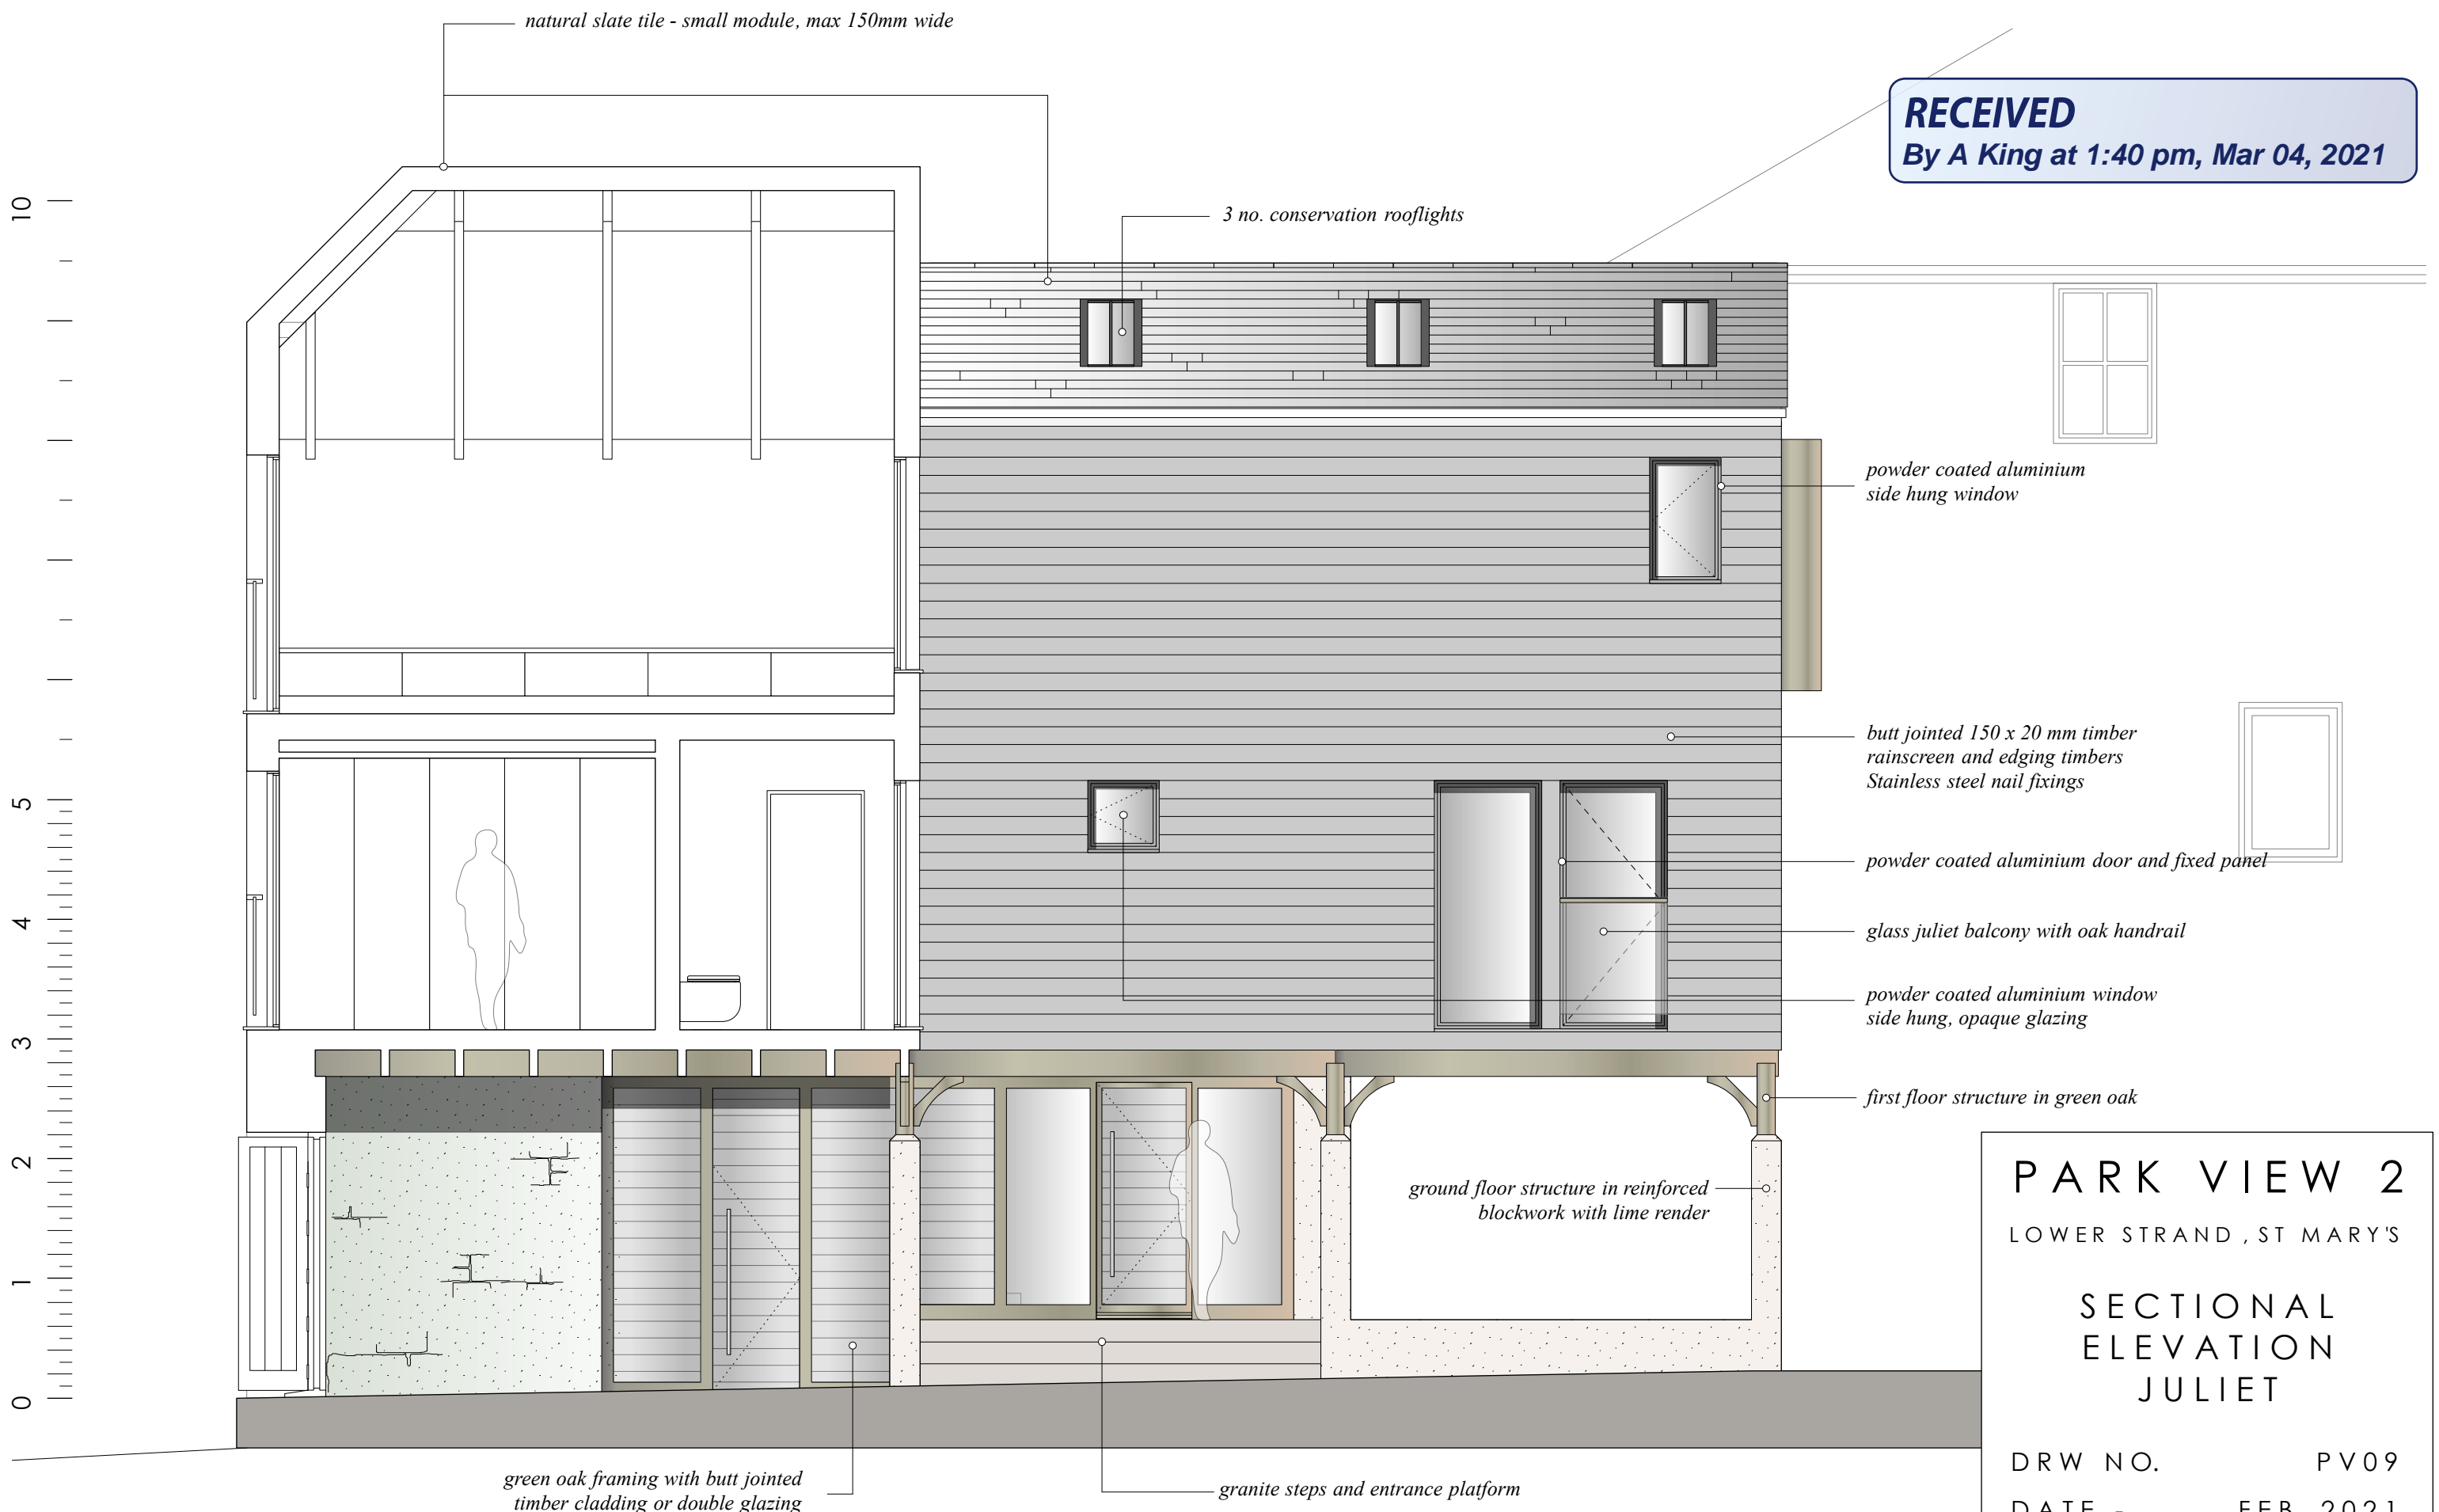 natural slate tile - small module, max 150mm wide
RECEIVED
By A King at 1:40 pm, Mar 04, 2021
10
3 no. conservation rooflights
powder coated aluminium
side hung window
butt jointed 150 x 20 mm timber
rainscreen and edging timbers
Stainless steel nail fixings
5
powder coated aluminium door and fixed panel
4
glass juliet balcony with oak handrail
powder coated aluminium window
side hung, opaque glazing
3
first floor structure in green oak
2
ground floor structure in reinforced
blockwork with lime render
1
0
PARK VIEW 2
LOWER STRAND, ST MARY'S
SECTIONAL
ELEVATION
JULIET
DRW NO. PV09
DATE - FEB 2021
green oak framing with butt jointed
timber cladding or double glazing
granite steps and entrance platform